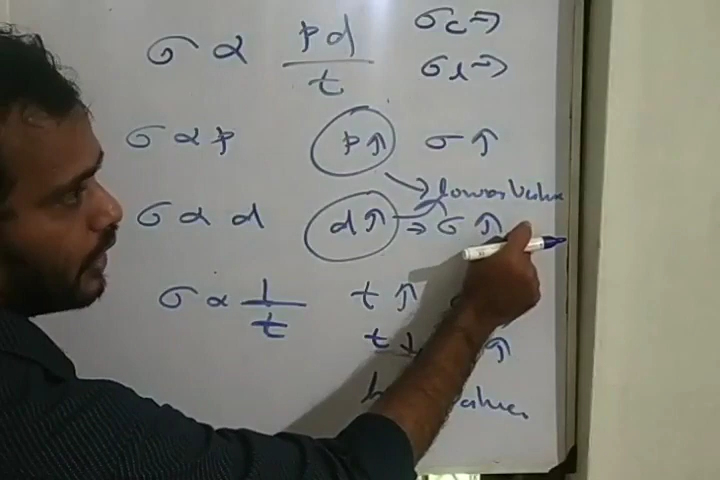 σ α pd/t σc ⇒
σl ⇒
σ α p p↑ σ↑
lower value
σ α d d↑ ⇒ σ↑
σ α 1/t t↑
t↓ ↑
value